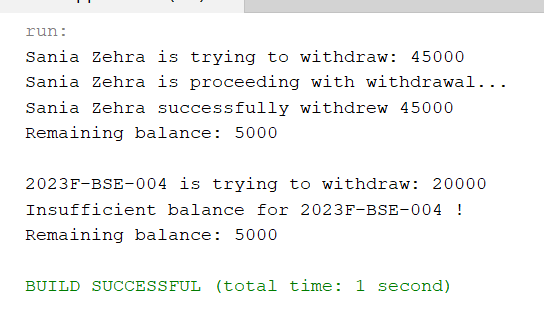 run:
Sania Zehra is trying to withdraw: 45000
Sania Zehra is proceeding with withdrawal...
Sania Zehra successfully withdrew 45000
Remaining balance: 5000
2023F-BSE-004 is trying to withdraw: 20000
Insufficient balance for 2023F-BSE-004 !
Remaining balance: 5000
BUILD SUCCESSFUL (total time: 1 second)